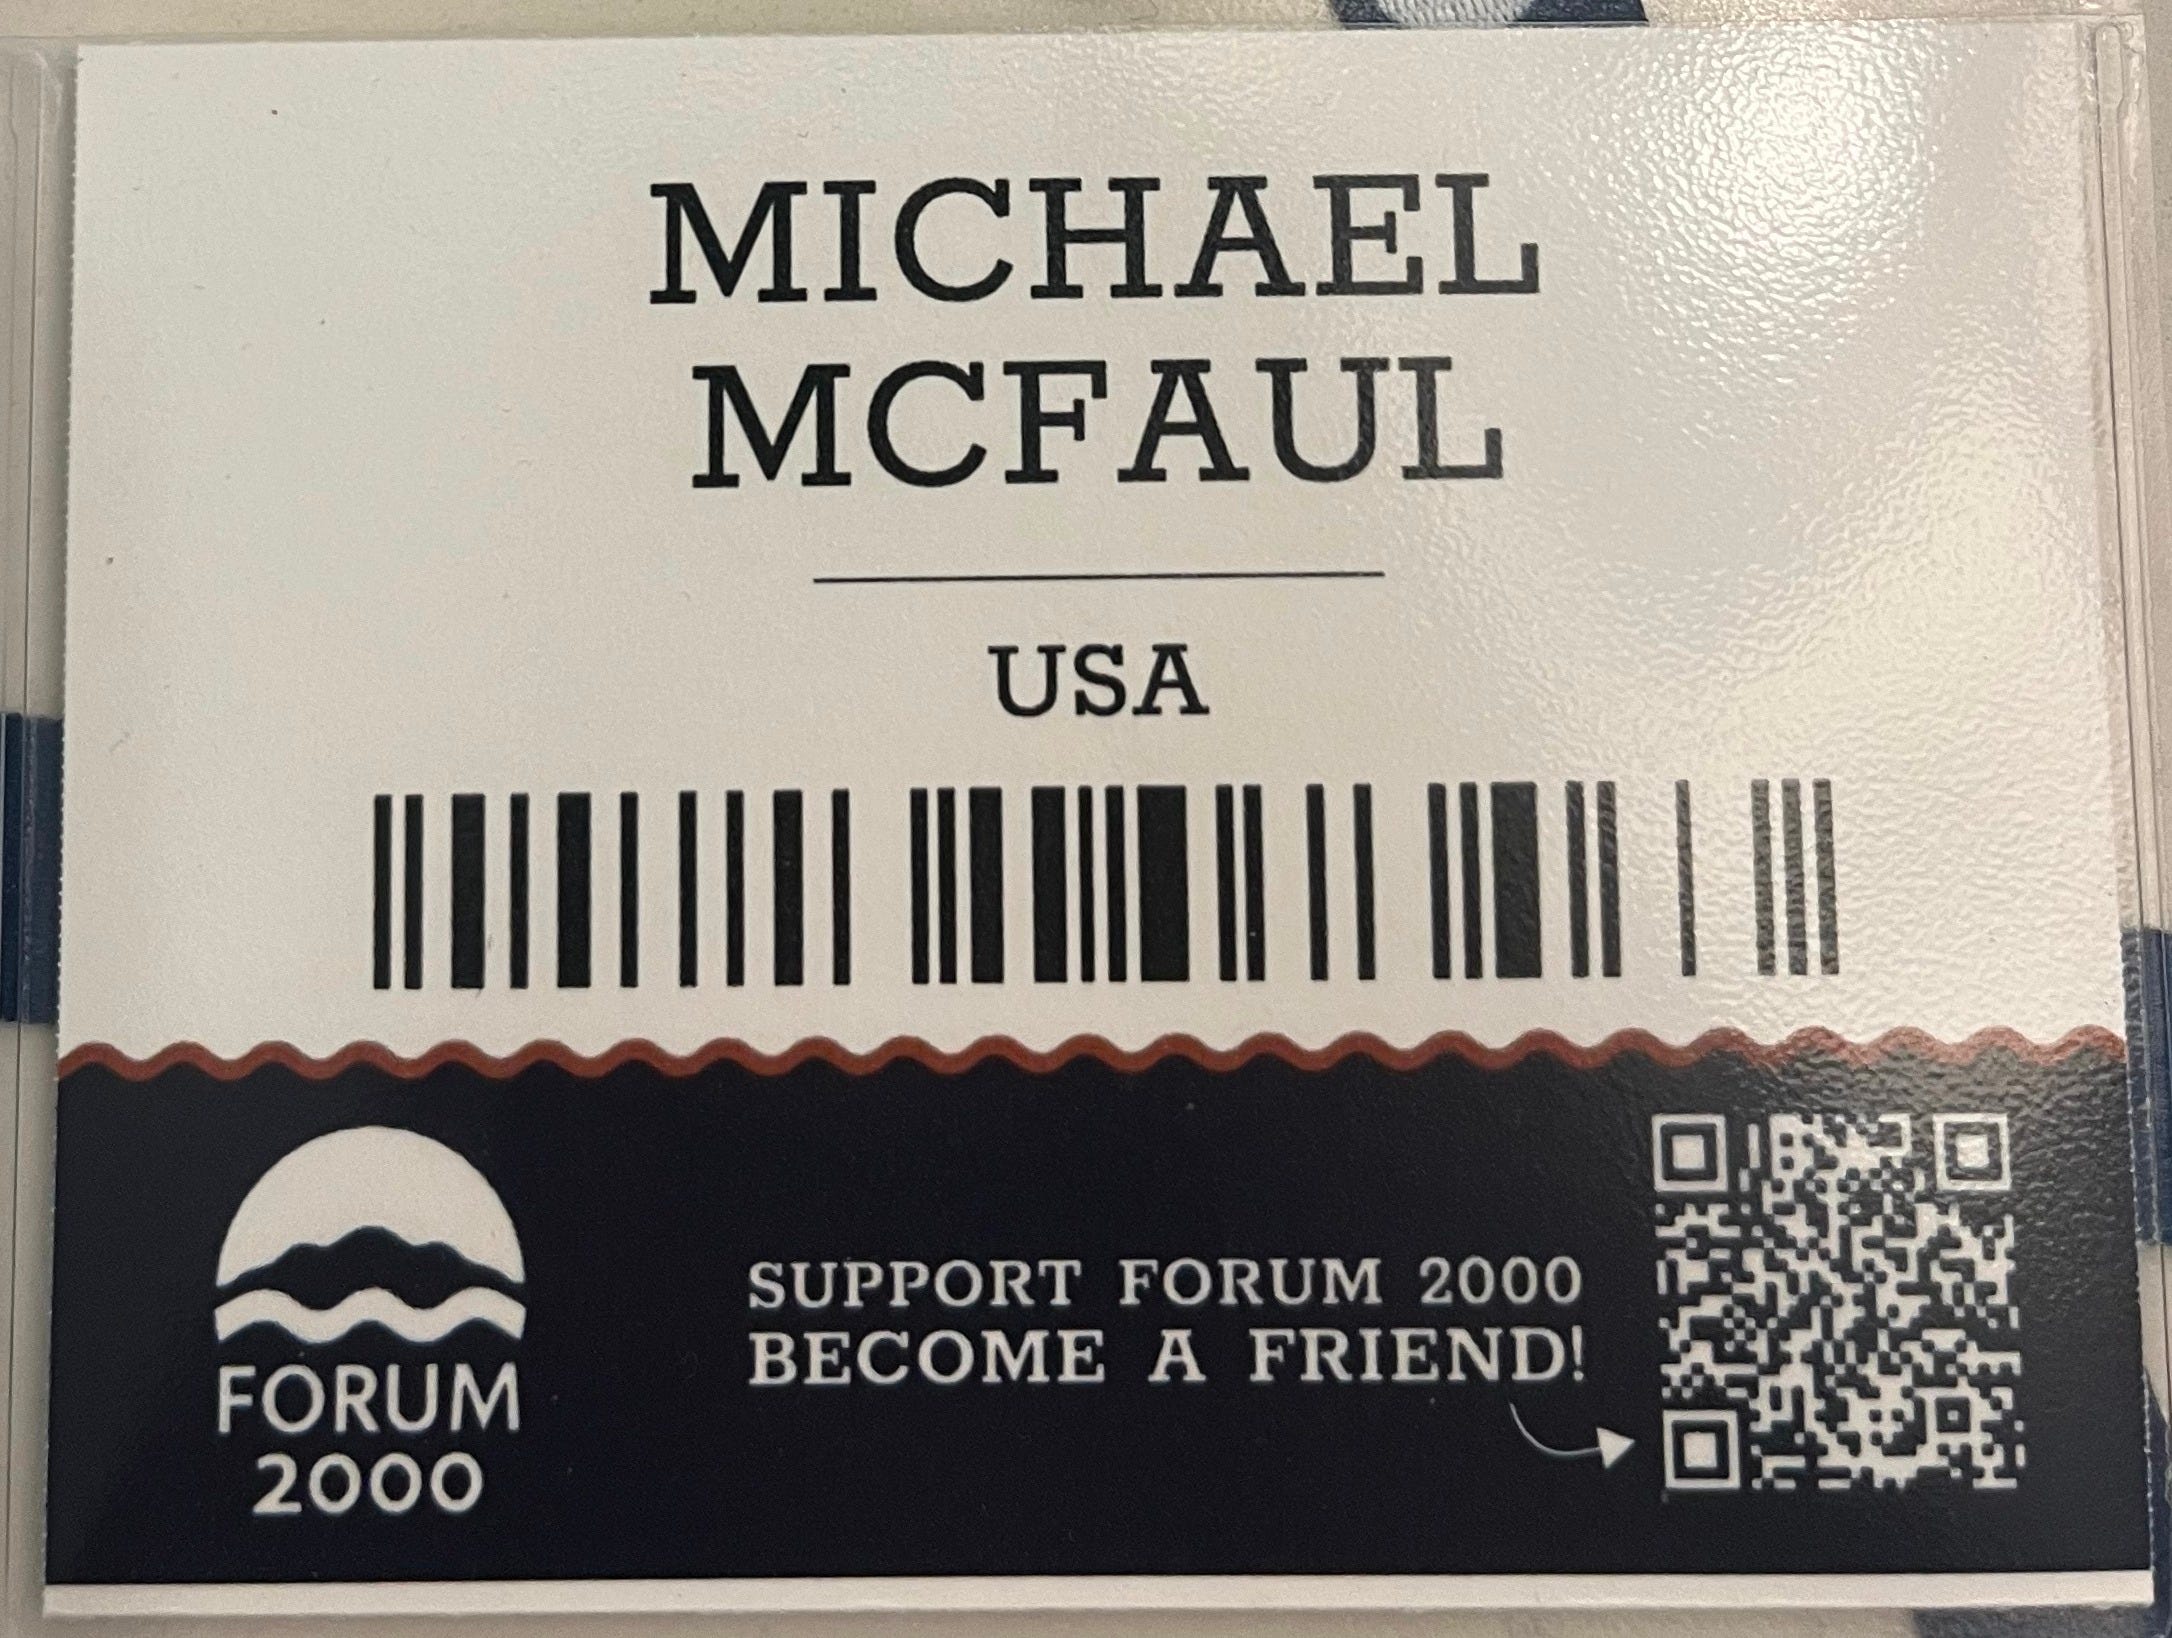 MICHAEL
MCFAUL
USA
FORUM
2000
SUPPORT FORUM 2000
BECOME A FRIEND!